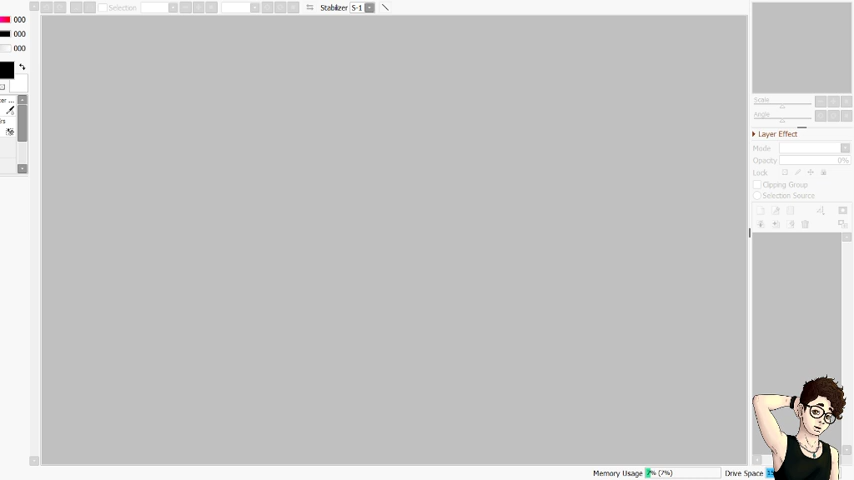 Selection
Stabilizer S-1
000
000
000
Scale
Angle
Layer Effect
Mode
Opacity 0%
Lock
Clipping Group
Selection Source
Memory Usage 7% (7%)
Drive Space